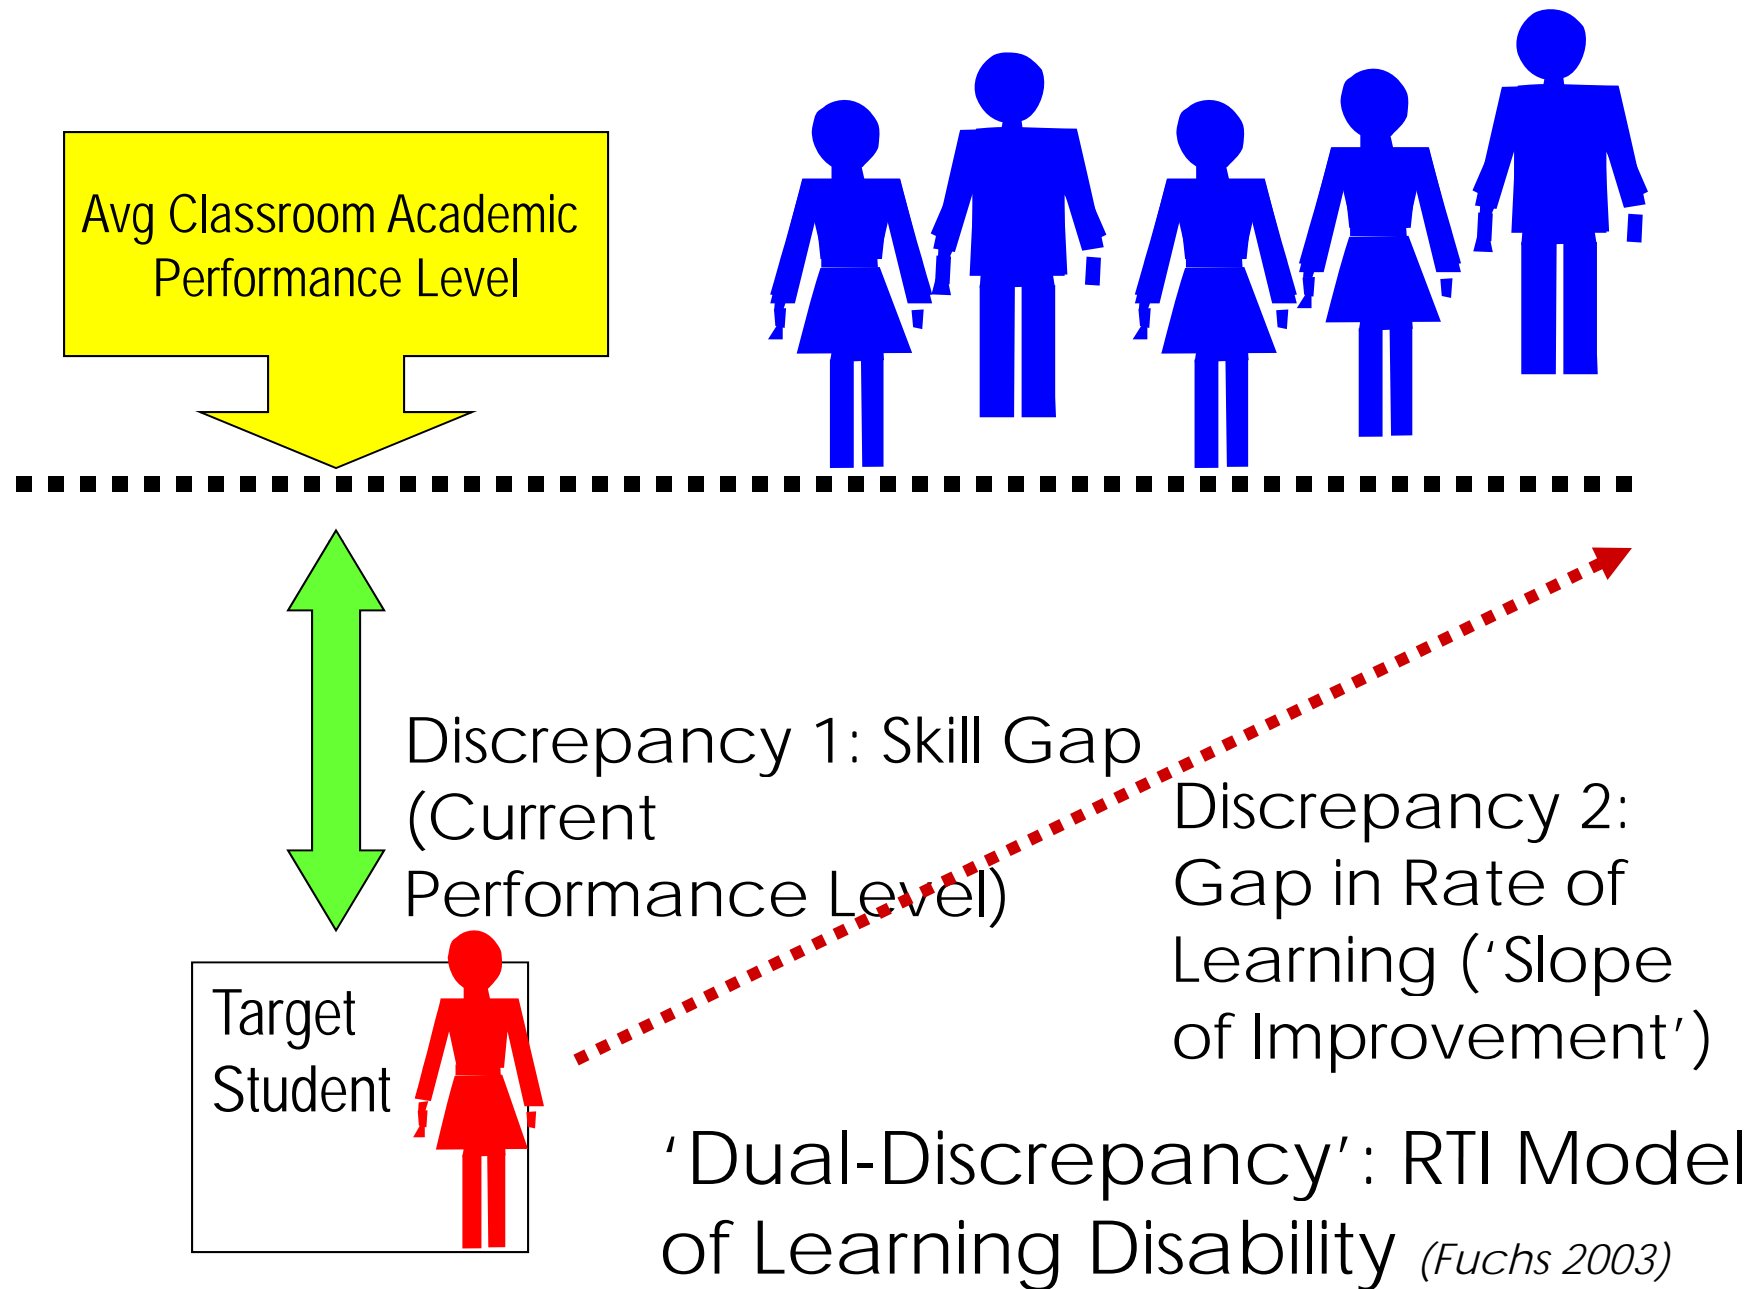 Avg Classroom Academic
Performance Level
Discrepancy 1: Skill Gap
(Current
Performance Level)
Discrepancy 2:
Gap in Rate of
Learning (‘Slope
of Improvement’)
Target
Student
‘Dual-Discrepancy’: RTI Model
of Learning Disability (Fuchs 2003)